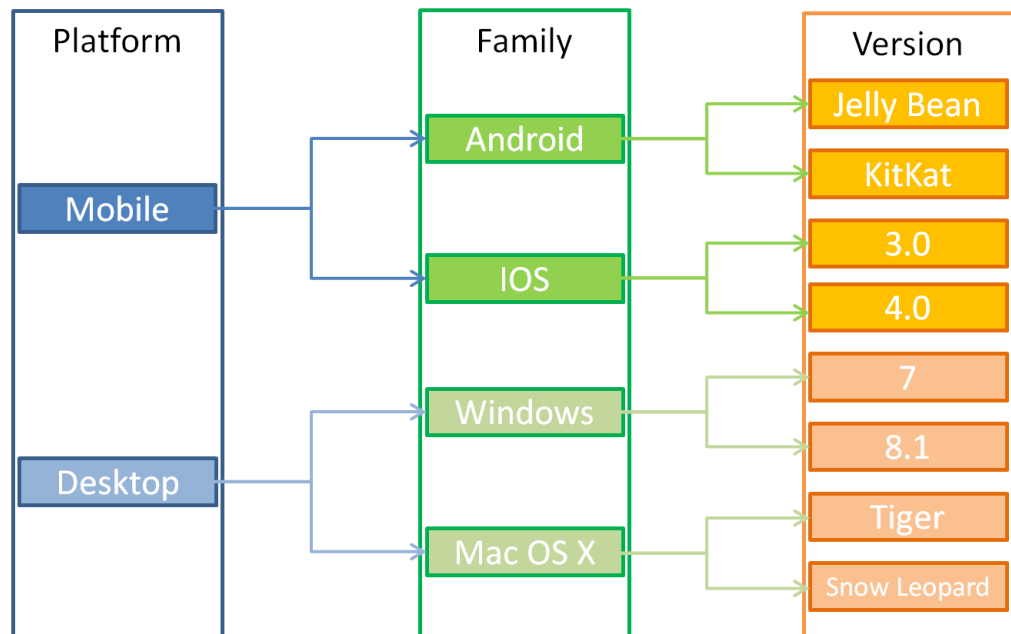 Platform
Family
Version
Mobile
Desktop
Android
IOS
Windows
Mac OS X
Jelly Bean
KitKat
3.0
4.0
7
8.1
Tiger
Snow Leopard